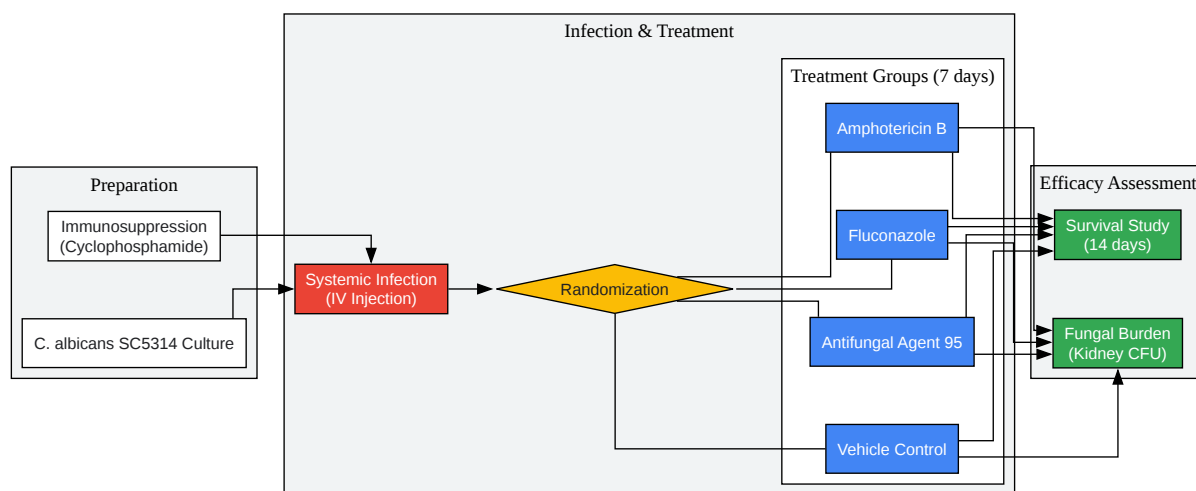 Infection & Treatment
Preparation
Immunosuppression
(Cyclophosphamide)
C. albicans SC5314 Culture
Systemic Infection
(IV Injection)
Randomization
Treatment Groups (7 days)
Amphotericin B
Fluconazole
Antifungal Agent 95
Vehicle Control
Efficacy Assessment
Survival Study
(14 days)
Fungal Burden
(Kidney CFU)